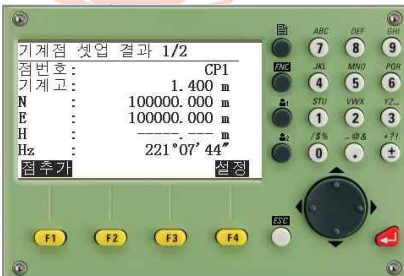 기계점 셋업 결과 1/2
점번호: CP1
기계고: 1.400 m
N : 100000.000 m
E : 100000.000 m
H : -----.--- m
Hz : 221°07'44"
점추가 설정
ABC DEF GHI
7 8 9
FNC JKL MNO PQR
4 5 6
STU VWX YZ_
1 2 3
/$% _@& *?!
0 . ±
ESC
F1 F2 F3 F4